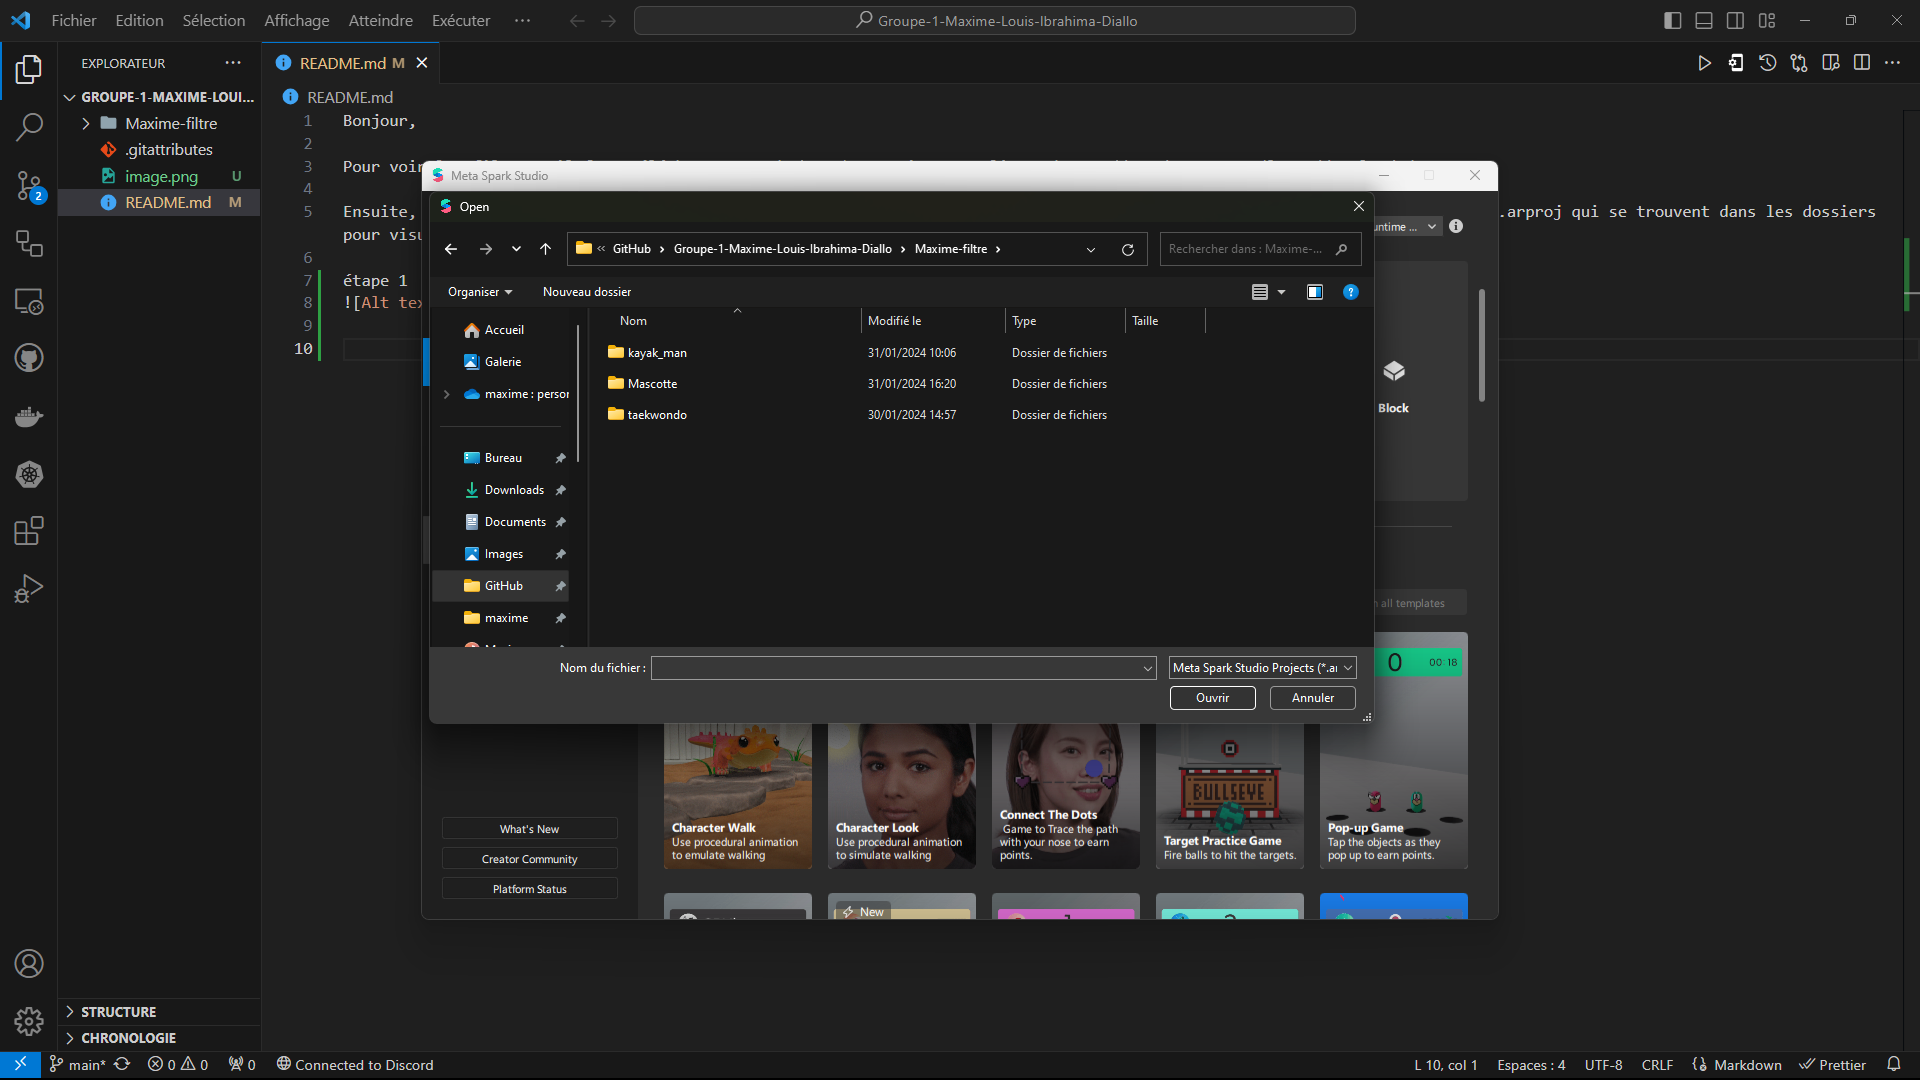 Fichier Edition Sélection Affichage Atteindre Exécuter ···
Groupe-1-Maxime-Louis-Ibrahima-Diallo
EXPLORATEUR ···
README.md M
GROUPE-1-MAXIME-LOUI...
Maxime-filtre
.gitattributes
image.png U
README.md M
2
README.md
1 Bonjour,
2
3 Pour voir
4
5 Ensuite, .arproj qui se trouvent dans les dossiers
pour visu
6
7 étape 1
8 ![Alt tex
9
10
Meta Spark Studio
Open
untime ...
« GitHub › Groupe-1-Maxime-Louis-Ibrahima-Diallo › Maxime-filtre ›
Rechercher dans : Maxime-...
Organiser Nouveau dossier
Nom Modifié le Type Taille
kayak_man 31/01/2024 10:06 Dossier de fichiers
Mascotte 31/01/2024 16:20 Dossier de fichiers
taekwondo 30/01/2024 14:57 Dossier de fichiers
Accueil
Galerie
maxime : person
Bureau
Downloads
Documents
Images
GitHub
maxime
Nom du fichier :
Meta Spark Studio Projects (*.ar
Ouvrir Annuler
Block
all templates
0 00:18
Character Walk
Use procedural animation
to emulate walking
Character Look
Use procedural animation
to simulate walking
Connect The Dots
Game to Trace the path
with your nose to earn
points.
BULLSEYE
Target Practice Game
Fire balls to hit the targets.
Pop-up Game
Tap the objects as they
pop up to earn points.
What's New
Creator Community
Platform Status
New
STRUCTURE
CHRONOLOGIE
main* 0 0 0 Connected to Discord
L 10, col 1 Espaces : 4 UTF-8 CRLF Markdown Prettier